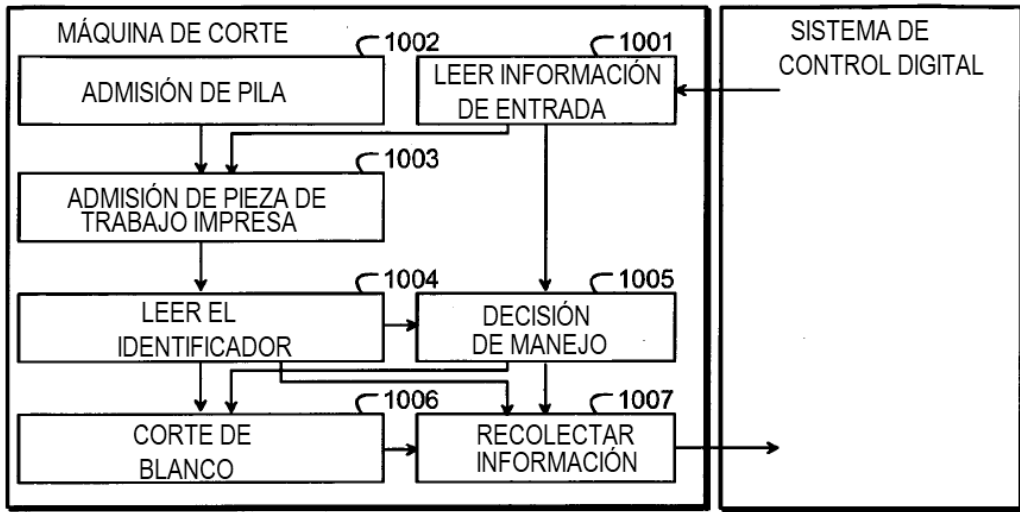 MÁQUINA DE CORTE
1002
ADMISIÓN DE PILA
1001
LEER INFORMACIÓN
DE ENTRADA
SISTEMA DE
CONTROL DIGITAL
1003
ADMISIÓN DE PIEZA DE
TRABAJO IMPRESA
1004
LEER EL
IDENTIFICADOR
1005
DECISIÓN
DE MANEJO
1006
CORTE DE
BLANCO
1007
RECOLECTAR
INFORMACIÓN